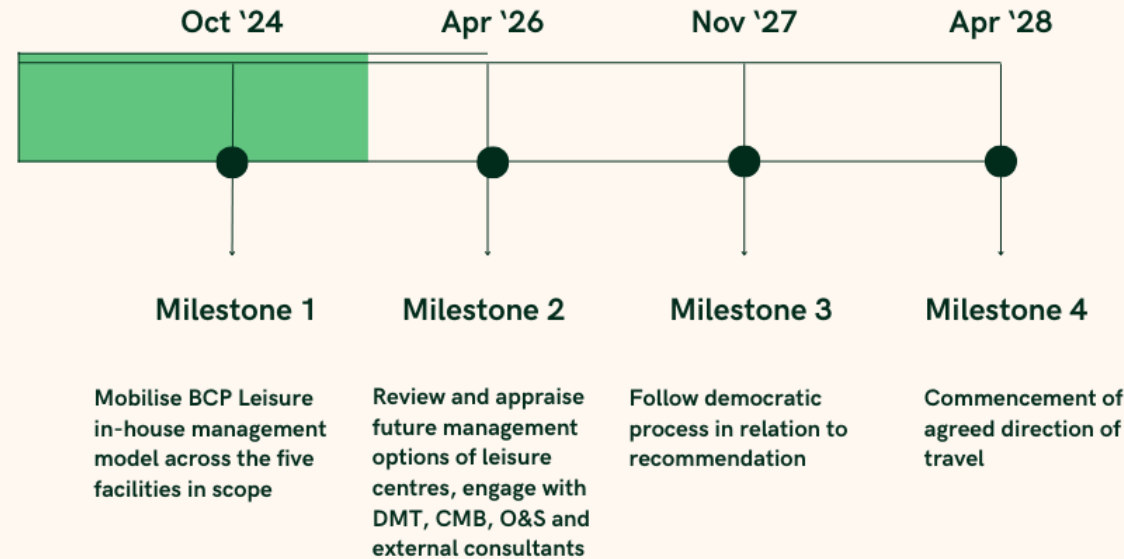 Oct ‘24
Apr ‘26
Nov ‘27
Apr ‘28
Milestone 1
Milestone 2
Milestone 3
Milestone 4
Mobilise BCP Leisure
in-house management
model across the five
facilities in scope
Review and appraise
future management
options of leisure
centres, engage with
DMT, CMB, O&S and
external consultants
Follow democratic
process in relation to
recommendation
Commencement of
agreed direction of
travel